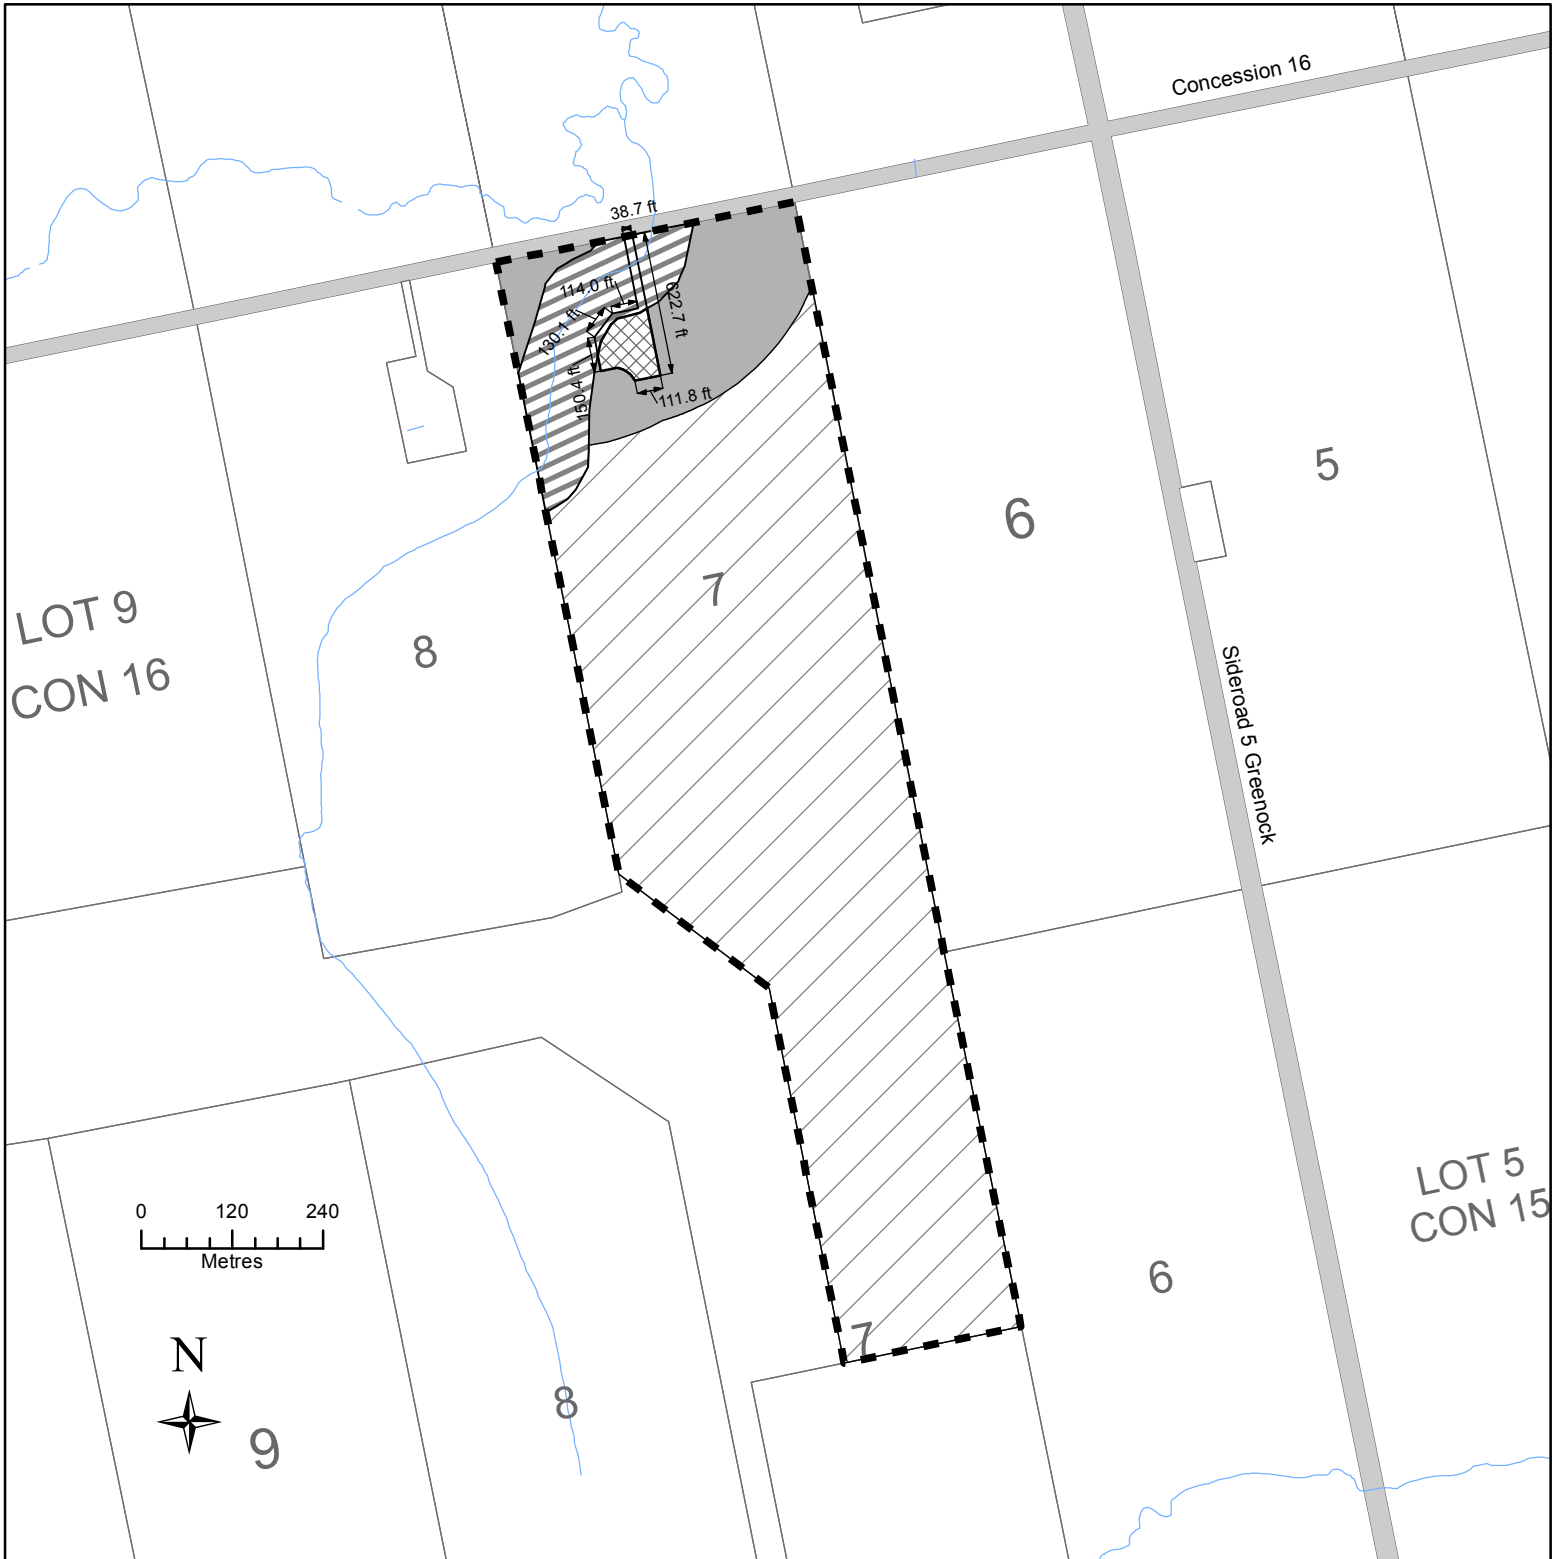 Concession 16
38.7 ft
114.0 ft
622.7 ft
130.1 ft
150.4 ft
111.8 ft
5
6
7
LOT 9
CON 16
8
Sideroad 5 Greenock
LOT 5
CON 15
0 120 240
Metres
6
7
N
8
9